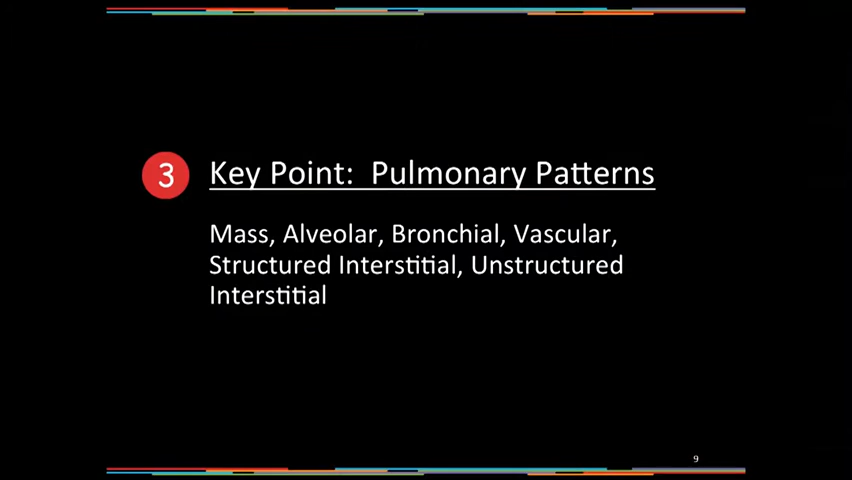 3 Key Point: Pulmonary Patterns
Mass, Alveolar, Bronchial, Vascular,
Structured Interstitial, Unstructured
Interstitial
9